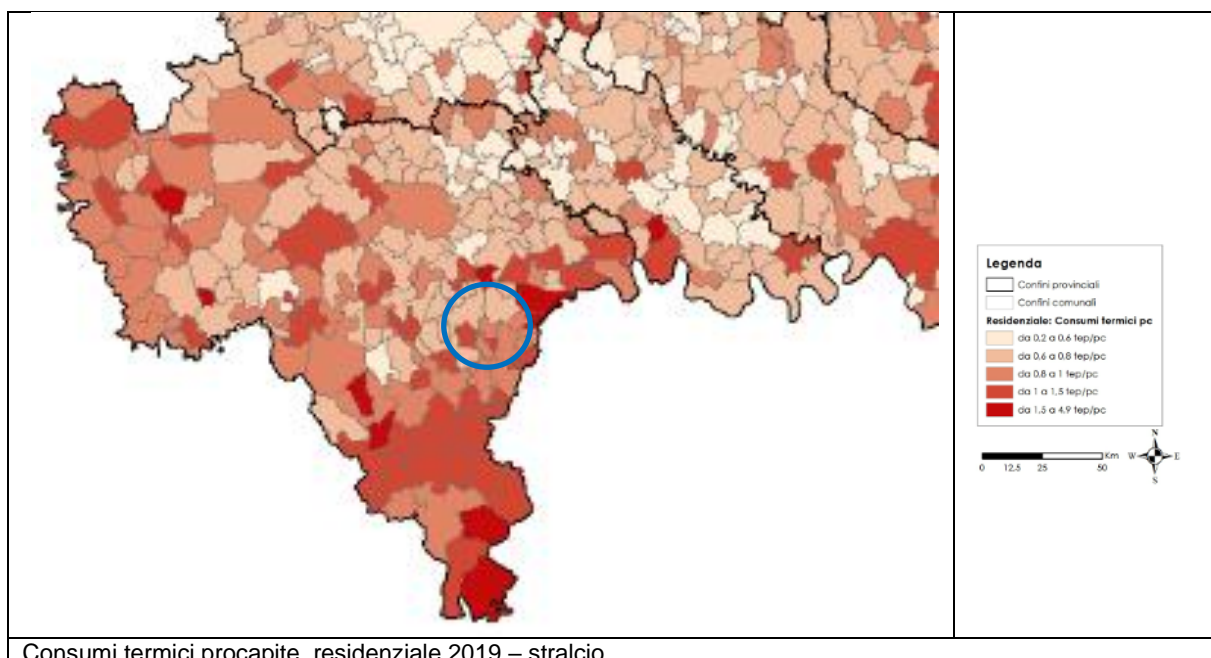 Legenda
Confini provinciali
Confini comunali
Residenziale: Consumi termici pc
da 0,2 a 0,6 tep/pc
da 0,6 a 0,8 tep/pc
da 0,8 a 1 tep/pc
da 1 a 1,5 tep/pc
da 1,5 a 4,9 tep/pc
N
W E
S
Km
0 12,5 25 50
Consumi termici procapite, residenziale 2019 – stralcio